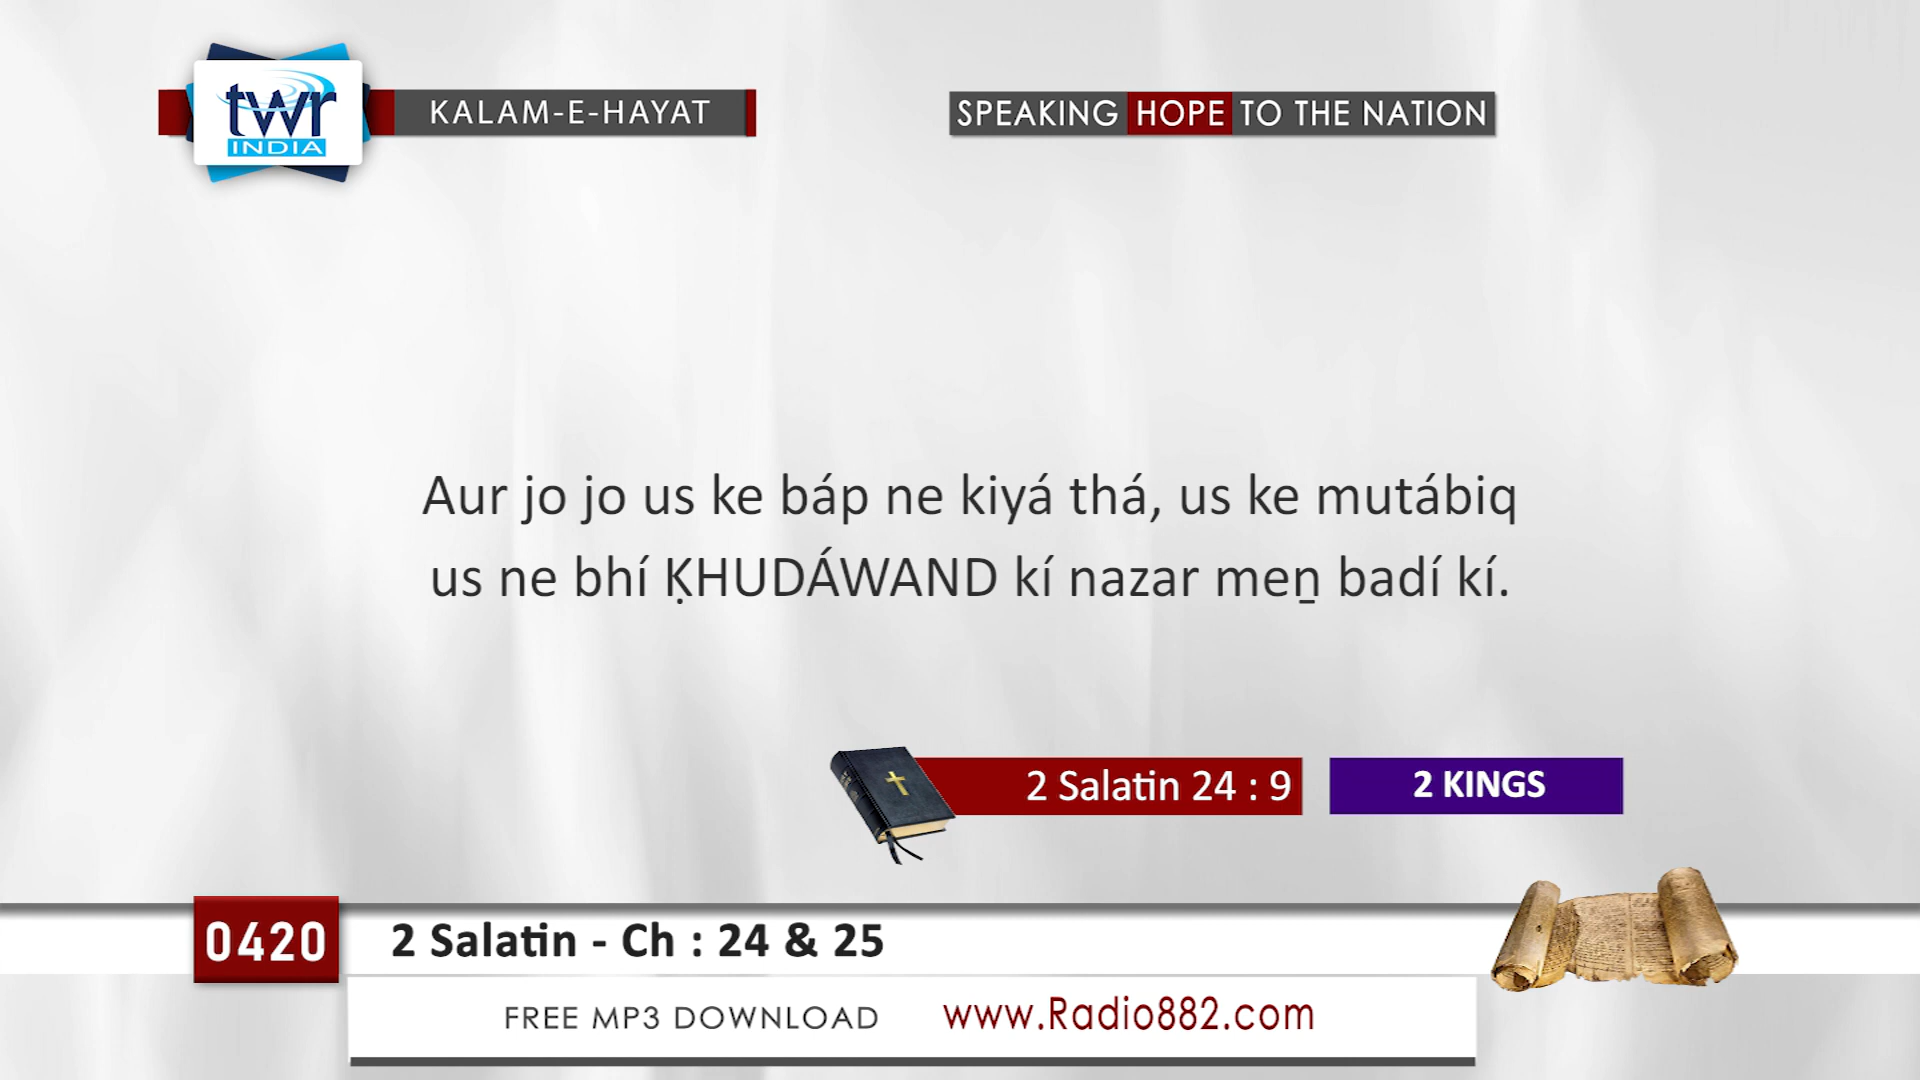 twr
INDIA
KALAM-E-HAYAT
SPEAKING HOPE TO THE NATION
Aur jo jo us ke báp ne kiyá thá, us ke mutábiq
us ne bhí ḲHUDÁWAND kí nazar meṉ badí kí.
2 Salatin 24 : 9
2 KINGS
0420
2 Salatin - Ch : 24 & 25
FREE MP3 DOWNLOAD www.Radio882.com